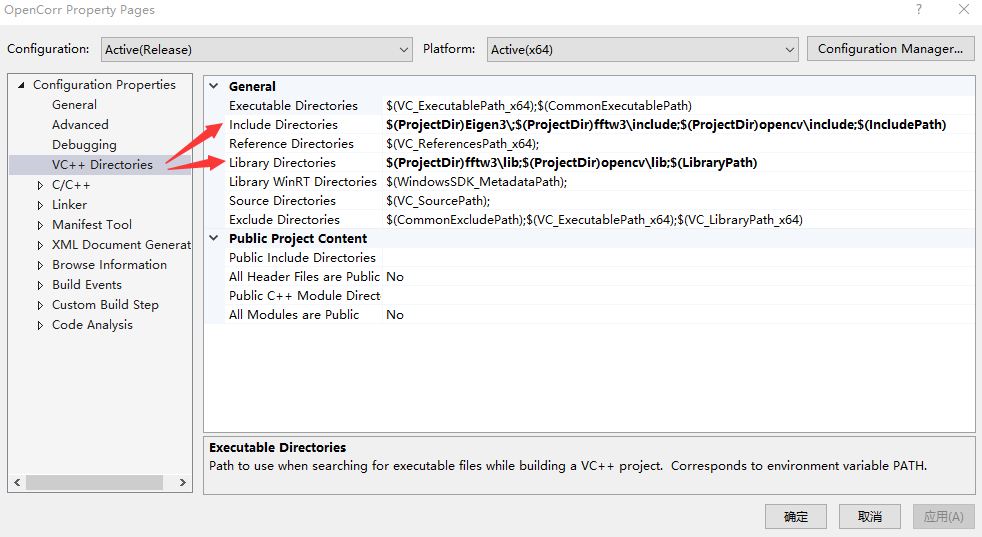 OpenCorr Property Pages ? ×
Configuration: Active(Release) Platform: Active(x64) Configuration Manager...
Configuration Properties
General
Advanced
Debugging
VC++ Directories
C/C++
Linker
Manifest Tool
XML Document Generat
Browse Information
Build Events
Custom Build Step
Code Analysis
General
Executable Directories $(VC_ExecutablePath_x64);$(CommonExecutablePath)
Include Directories $(ProjectDir)Eigen3\;$(ProjectDir)fftw3\include;$(ProjectDir)opencv\include;$(IncludePath)
Reference Directories $(VC_ReferencesPath_x64);
Library Directories $(ProjectDir)fftw3\lib;$(ProjectDir)opencv\lib;$(LibraryPath)
Library WinRT Directories $(WindowsSDK_MetadataPath);
Source Directories $(VC_SourcePath);
Exclude Directories $(CommonExcludePath);$(VC_ExecutablePath_x64);$(VC_LibraryPath_x64)
Public Project Content
Public Include Directories
All Header Files are Public No
Public C++ Module Direct
All Modules are Public No
Executable Directories
Path to use when searching for executable files while building a VC++ project. Corresponds to environment variable PATH.
确定 取消 应用(A)